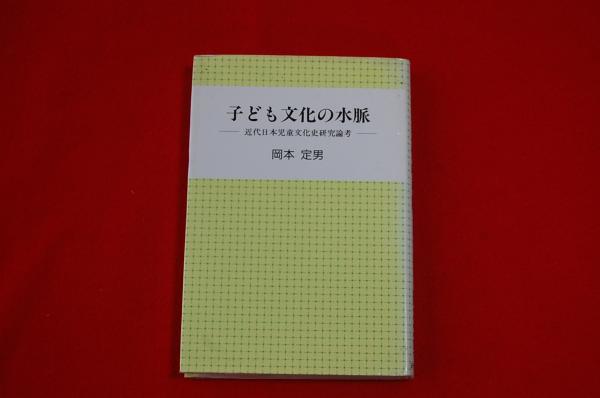 子ども文化の水脈
近代日本児童文化史研究論考
岡本 定男